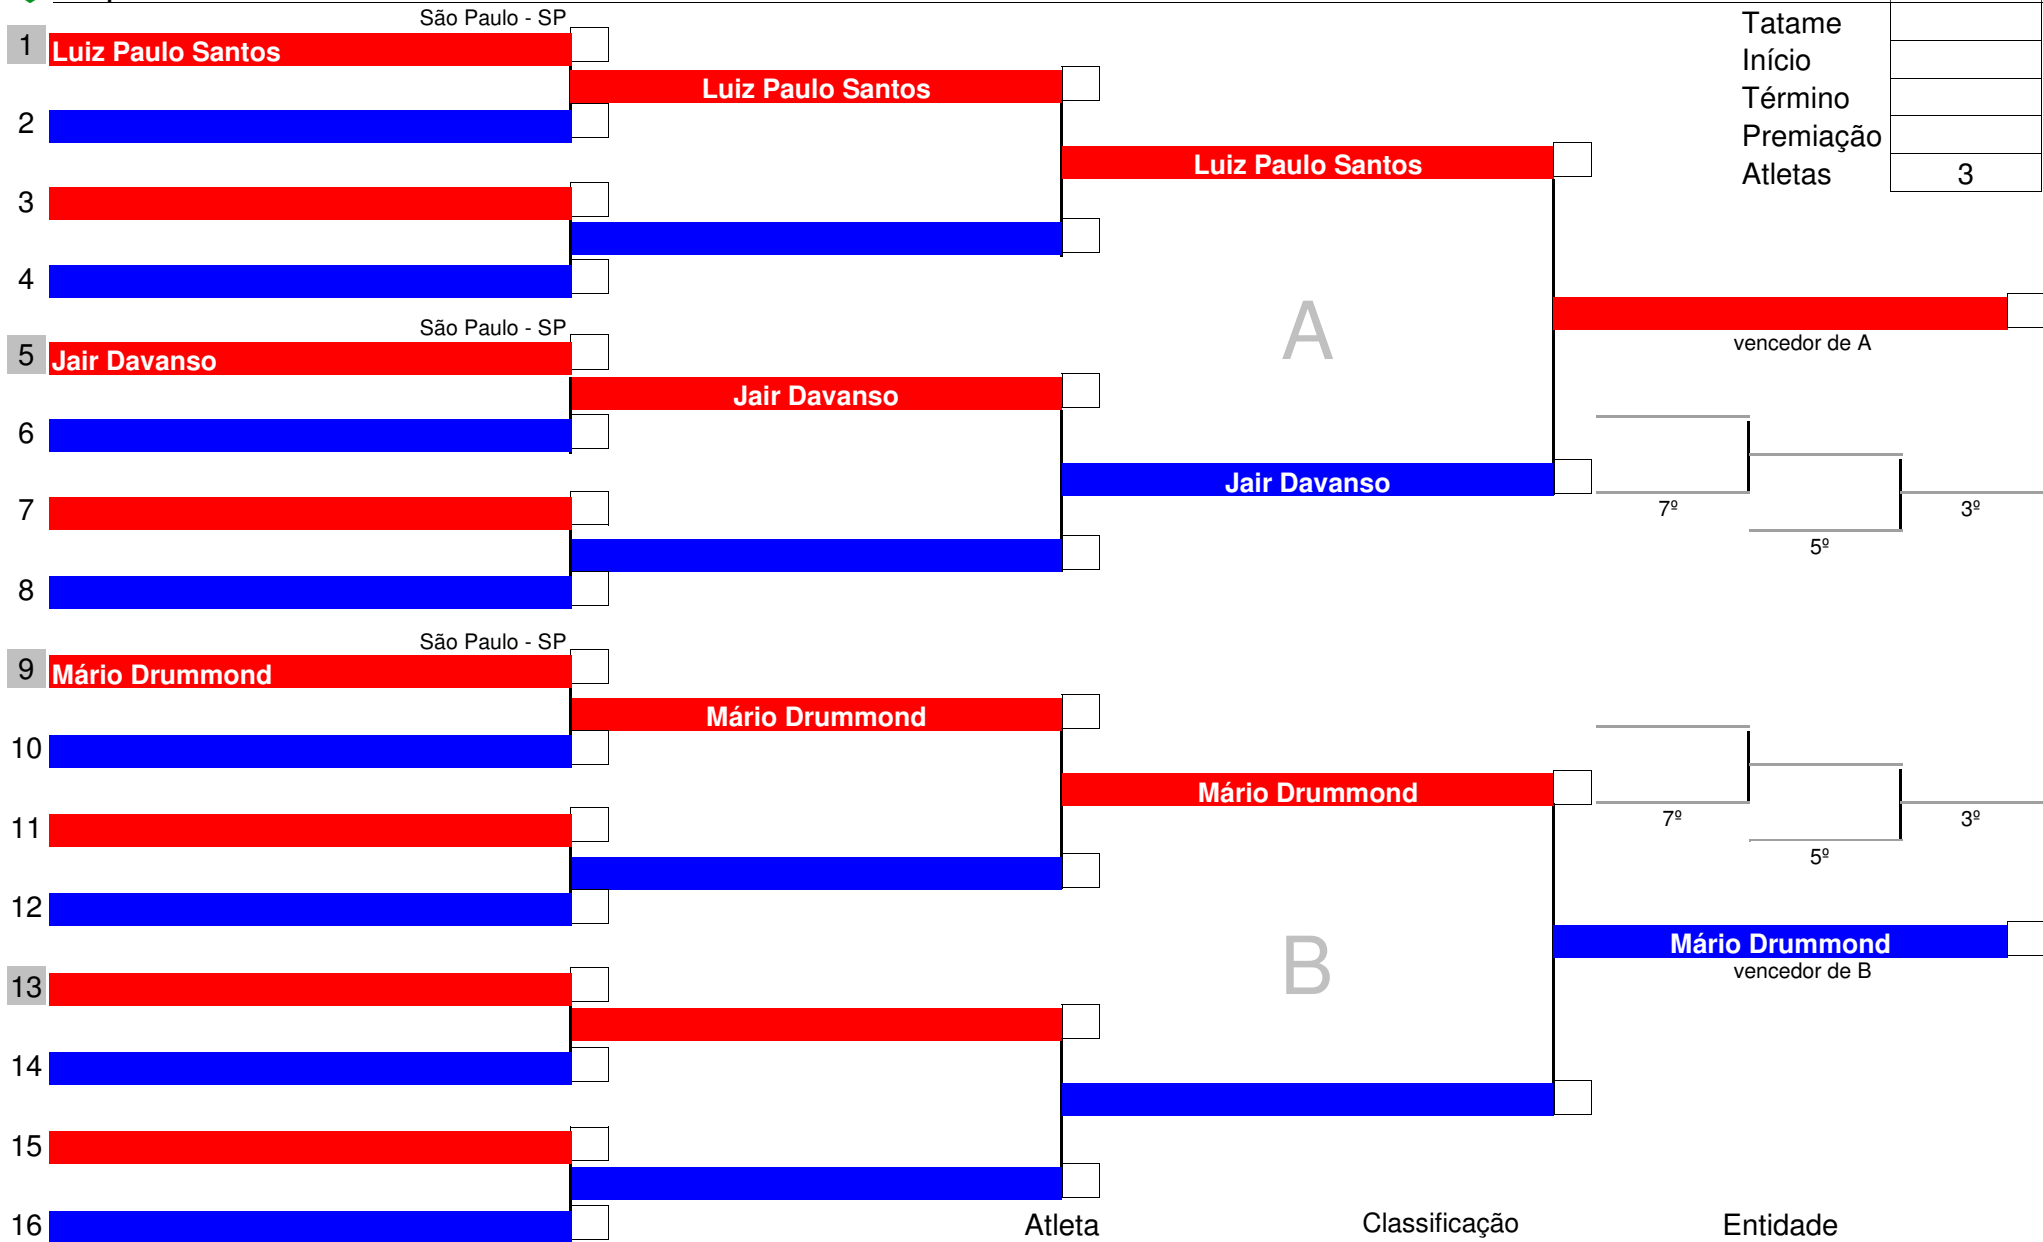 São Paulo - SP
Tatame
1 Luiz Paulo Santos
Início
Luiz Paulo Santos
Término
2
Premiação
Luiz Paulo Santos
Atletas 3
3
4
A
São Paulo - SP
vencedor de A
5 Jair Davanso
Jair Davanso
6
Jair Davanso
7º 3º
7
5º
8
São Paulo - SP
9 Mário Drummond
Mário Drummond
10
Mário Drummond
7º 3º
11
5º
12
Mário Drummond
B
vencedor de B
13
14
15
16
Atleta Classificação Entidade